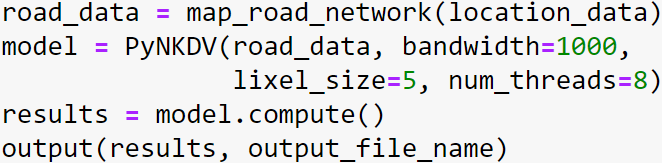 road_data = map_road_network(location_data)
model = PyNKDV(road_data, bandwidth=1000,
lixel_size=5, num_threads=8)
results = model.compute()
output(results, output_file_name)